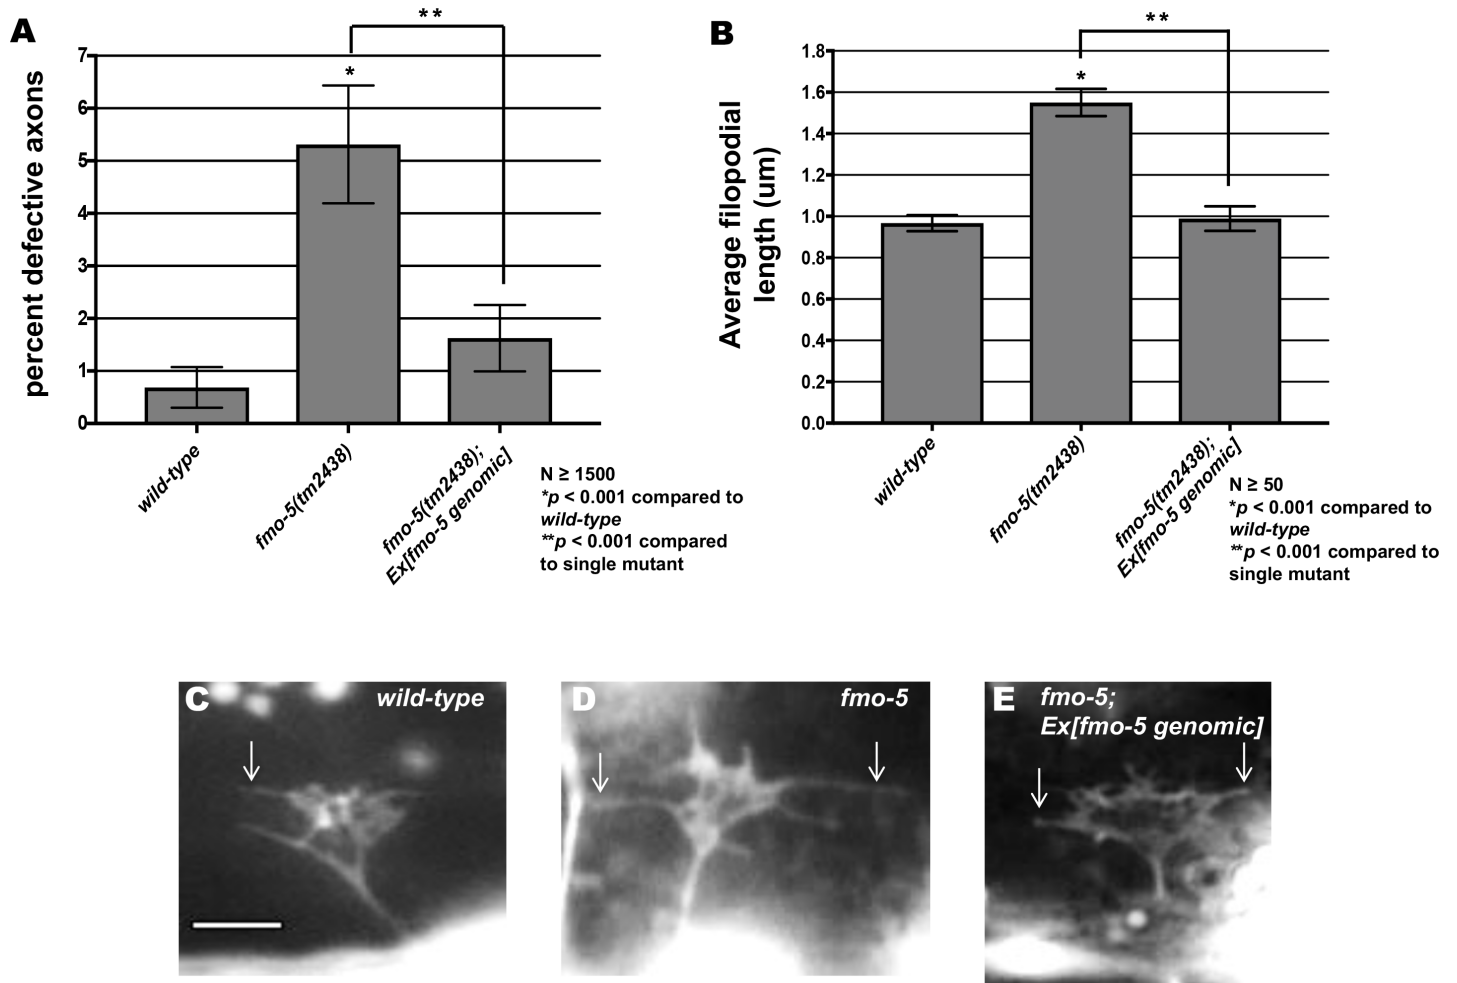 A
**
*
percent defective axons
7
6
5
4
3
2
1
0
wild-type
fmo-5(tm2438)
fmo-5(tm2438);
Ex[fmo-5 genomic]
N ≥ 1500
*p < 0.001 compared to
wild-type
**p < 0.001 compared
to single mutant
B
**
*
Average filopodial
length (um)
1.8
1.6
1.4
1.2
1.0
0.8
0.6
0.4
0.2
0.0
wild-type
fmo-5(tm2438)
fmo-5(tm2438);
Ex[fmo-5 genomic]
N ≥ 50
*p < 0.001 compared to
wild-type
**p < 0.001 compared to
single mutant
C wild-type
D fmo-5
E fmo-5;
Ex[fmo-5 genomic]